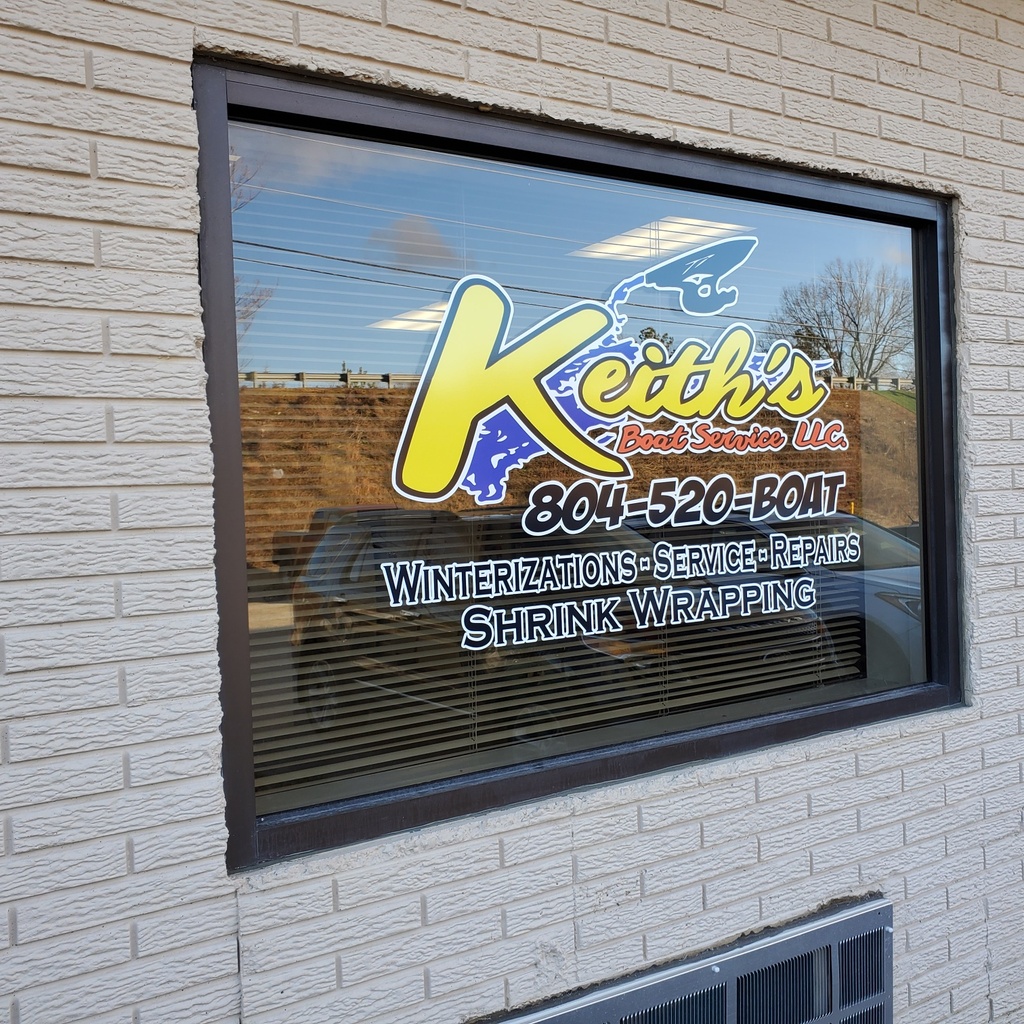 Keith's
Boat Service LLC.
804-520-BOAT
Winterizations - Service - Repairs
Shrink Wrapping